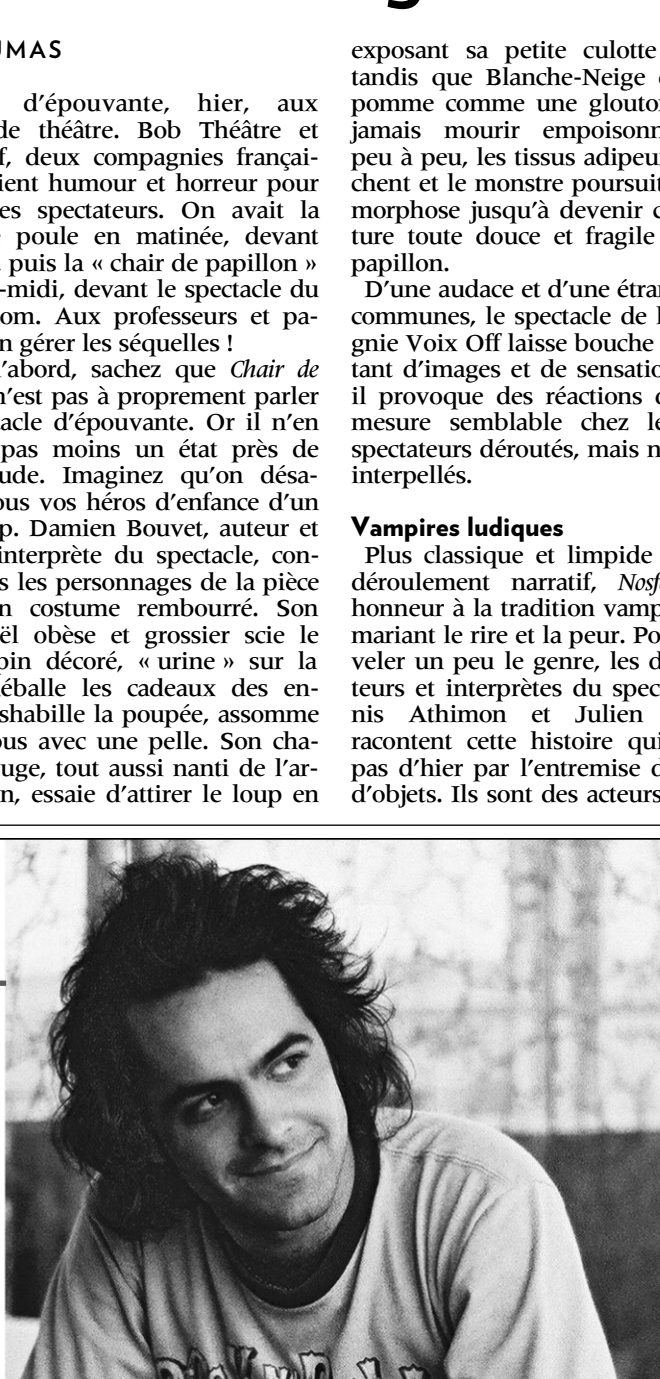 UMAS
d'épouvante, hier, aux
de théâtre. Bob Théâtre et
f, deux compagnies françai-
ient humour et horreur pour
es spectateurs. On avait la
poule en matinée, devant
puis la « chair de papillon »
-midi, devant le spectacle du
om. Aux professeurs et pa-
n gérer les séquelles !
'abord, sachez que Chair de
n'est pas à proprement parler
acle d'épouvante. Or il n'en
pas moins un état près de
ude. Imaginez qu'on désa-
ous vos héros d'enfance d'un
p. Damien Bouvet, auteur et
interprète du spectacle, con-
s les personnages de la pièce
n costume rembourré. Son
ël obèse et grossier scie le
pin décoré, « urine » sur la
éballe les cadeaux des en-
shabille la poupée, assomme
ous avec une pelle. Son cha-
uge, tout aussi nanti de l'ar-
n, essaie d'attirer le loup en
exposant sa petite culotte
tandis que Blanche-Neige
pomme comme une glouton
jamais mourir empoisonn
peu à peu, les tissus adipeu
chent et le monstre poursuit
morphose jusqu'à devenir c
ture toute douce et fragile
papillon.
D'une audace et d'une étran
communes, le spectacle de l
gnie Voix Off laisse bouche
tant d'images et de sensatio
il provoque des réactions d
mesure semblable chez le
spectateurs déroutés, mais n
interpellés.
Vampires ludiques
Plus classique et limpide
déroulement narratif, Nosf
honneur à la tradition vamp
mariant le rire et la peur. Po
veler un peu le genre, les d
teurs et interprètes du spec
nis Athimon et Julien
racontent cette histoire qui
pas d'hier par l'entremise d
d'objets. Ils sont des acteurs